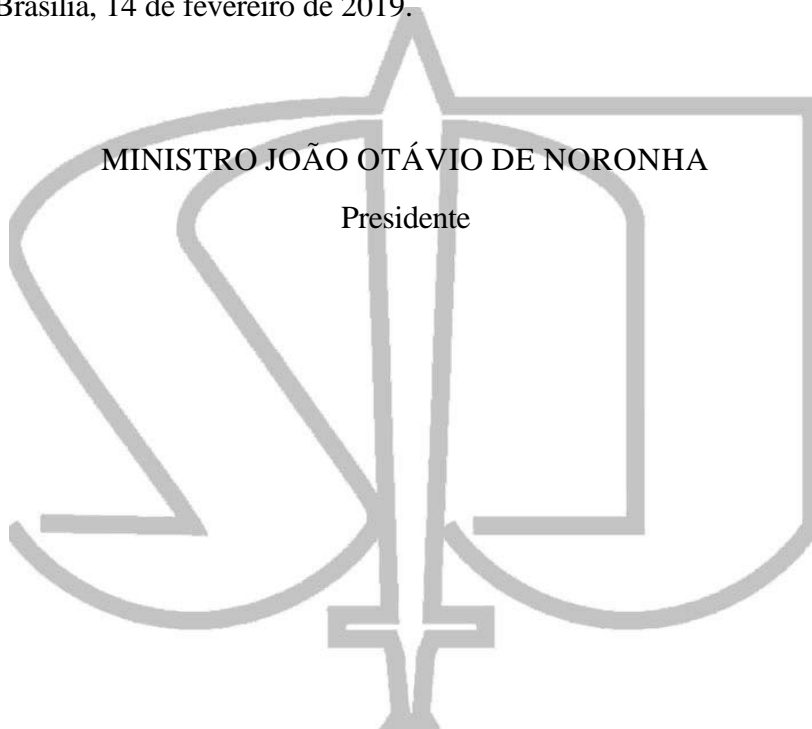 Brasília, 14 de fevereiro de 2019.
MINISTRO JOÃO OTÁVIO DE NORONHA
Presidente